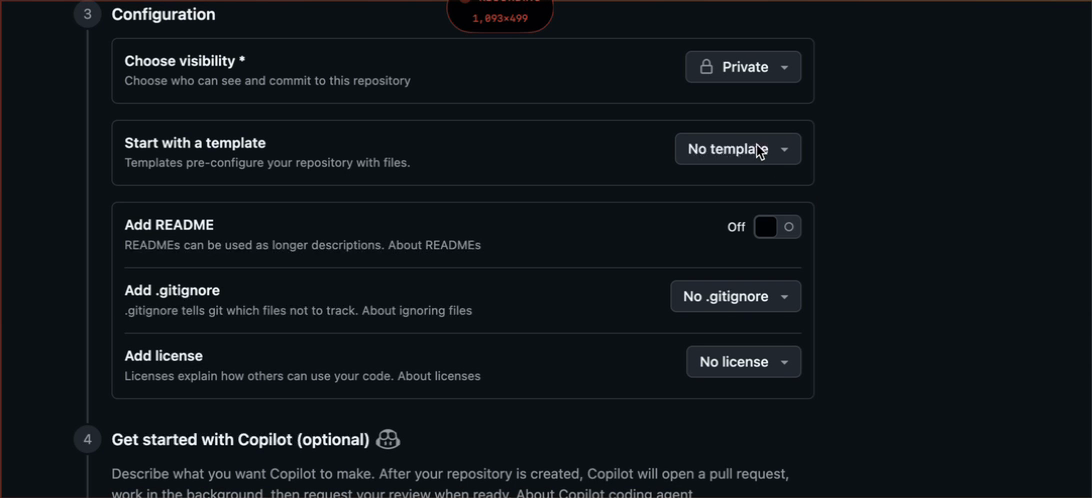 3 Configuration
1,093×499
Choose visibility *
Choose who can see and commit to this repository
Private
Start with a template
Templates pre-configure your repository with files.
No template
Add README
READMEs can be used as longer descriptions. About READMEs
Off
Add .gitignore
.gitignore tells git which files not to track. About ignoring files
No .gitignore
Add license
Licenses explain how others can use your code. About licenses
No license
4 Get started with Copilot (optional)
Describe what you want Copilot to make. After your repository is created, Copilot will open a pull request,
work in the background, then request your review when ready. About Copilot coding agent